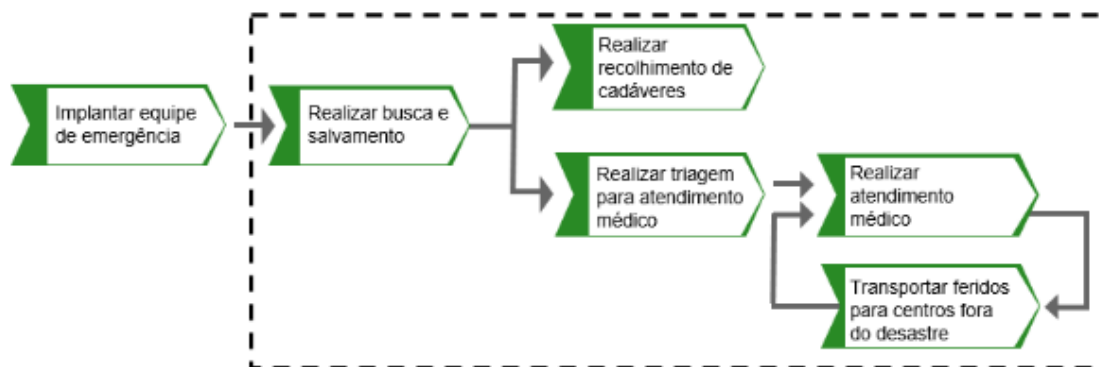 Implantar equipe
de emergência
Realizar busca e
salvamento
Realizar
recolhimento de
cadáveres
Realizar triagem
para atendimento
médico
Realizar
atendimento
médico
Transportar feridos
para centros fora
do desastre